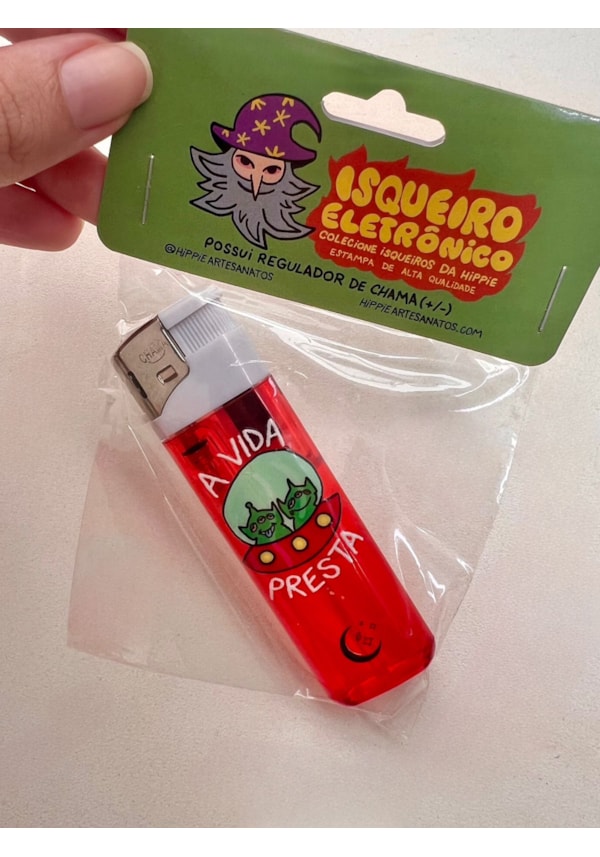 ISQUEIRO
ELETRÔNICO
COLECIONE ISQUEIROS DA HIPPIE
ESTAMPA DE ALTA QUALIDADE
POSSUI REGULADOR DE CHAMA (+/-)
@HIPPIEARTESANATOS
HIPPIEARTESANATOS.COM
A VIDA
PRESTA